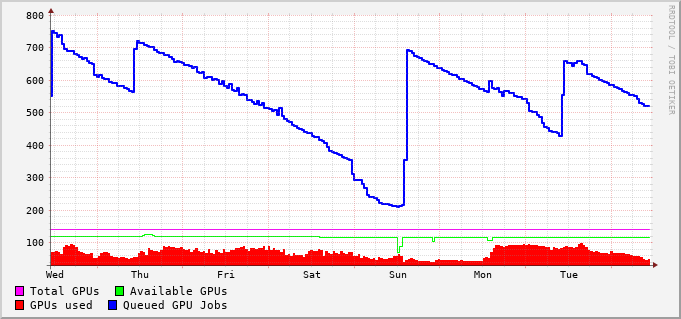 800
700
600
500
400
300
200
100
Wed Thu Fri Sat Sun Mon Tue
Total GPUs Available GPUs
GPUs used Queued GPU Jobs
RRDTOOL / TOBI OETIKER